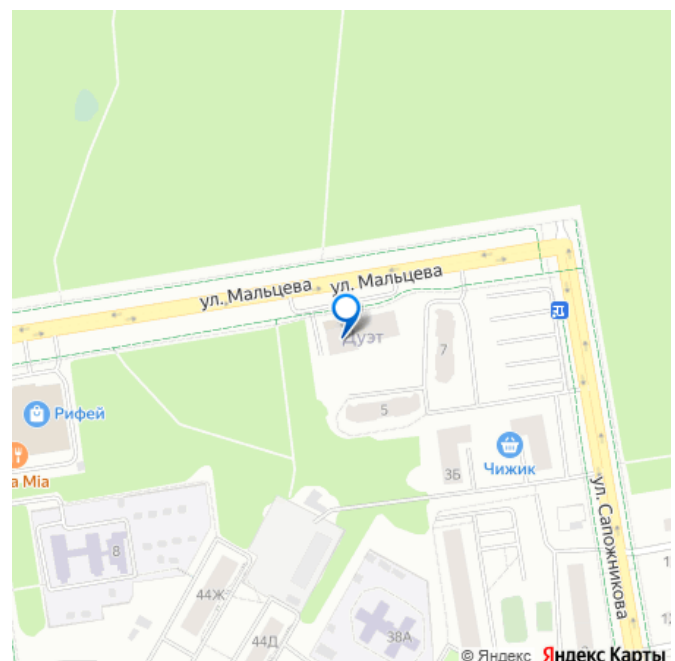 ул. Мальцева
ул. Мальцева
Дуэт
7
5
Рифей
Чижик
3Б
a Mia
ул. Сапожникова
8
44Ж
44Д
38А
© Яндекс Яндекс Карты